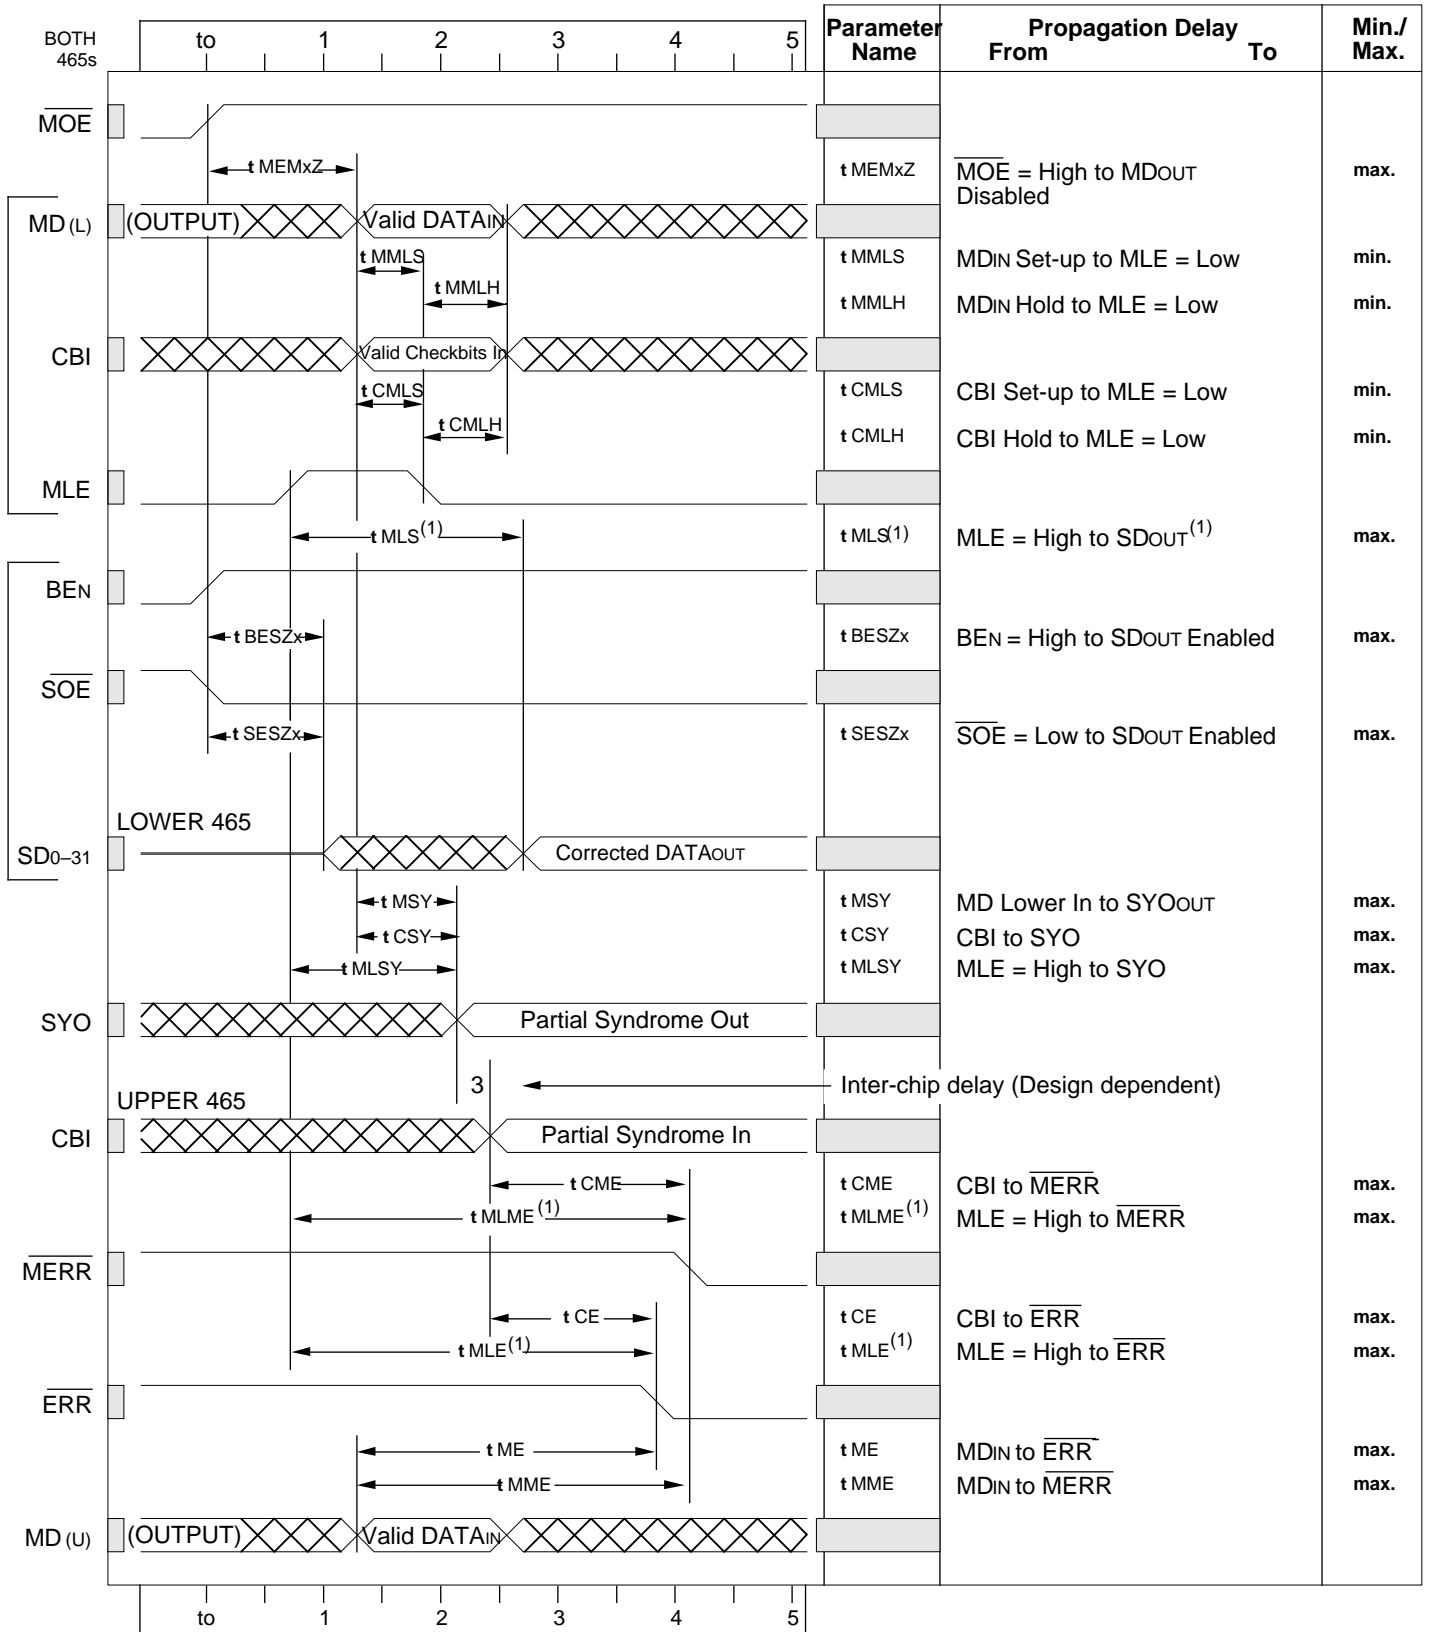 BOTH 465s to 1 2 3 4 5 Parameter Name Propagation Delay From To Min./ Max.
MOE
t MEMxZ t MEMxZ MOE = High to MDOUT Disabled max.
MD (L) (OUTPUT) Valid DATAIN
t MMLS t MMLS MDIN Set-up to MLE = Low min.
t MMLH t MMLH MDIN Hold to MLE = Low min.
CBI Valid Checkbits In
t CMLS t CMLS CBI Set-up to MLE = Low min.
t CMLH t CMLH CBI Hold to MLE = Low min.
MLE
t MLS(1) t MLS(1) MLE = High to SDOUT(1) max.
BEN
t BESZx t BESZx BEN = High to SDOUT Enabled max.
SOE
t SESZx t SESZx SOE = Low to SDOUT Enabled max.
LOWER 465
SD0–31 Corrected DATAOUT
t MSY t MSY MD Lower In to SYOOUT max.
t CSY t CSY CBI to SYO max.
t MLSY t MLSY MLE = High to SYO max.
SYO Partial Syndrome Out
3 Inter-chip delay (Design dependent)
UPPER 465
CBI Partial Syndrome In
t CME t CME CBI to MERR max.
t MLME(1) t MLME(1) MLE = High to MERR max.
MERR
t CE t CE CBI to ERR max.
t MLE(1) t MLE(1) MLE = High to ERR max.
ERR
t ME t ME MDIN to ERR max.
t MME t MME MDIN to MERR max.
MD (U) (OUTPUT) Valid DATAIN
to 1 2 3 4 5